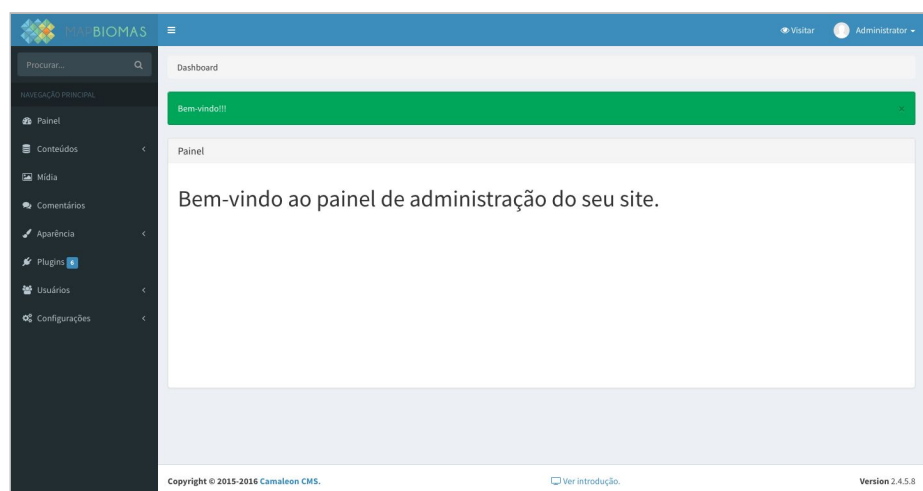 MAPBIOMAS
Visitar
Administrator
Procurar...
Dashboard
NAVEGAÇÃO PRINCIPAL
Bem-vindo!!!
×
Painel
Conteúdos
Mídia
Comentários
Aparência
Plugins 6
Usuários
Configurações
Painel
Bem-vindo ao painel de administração do seu site.
Copyright © 2015-2016 Camaleon CMS.
Ver introdução.
Version 2.4.5.8